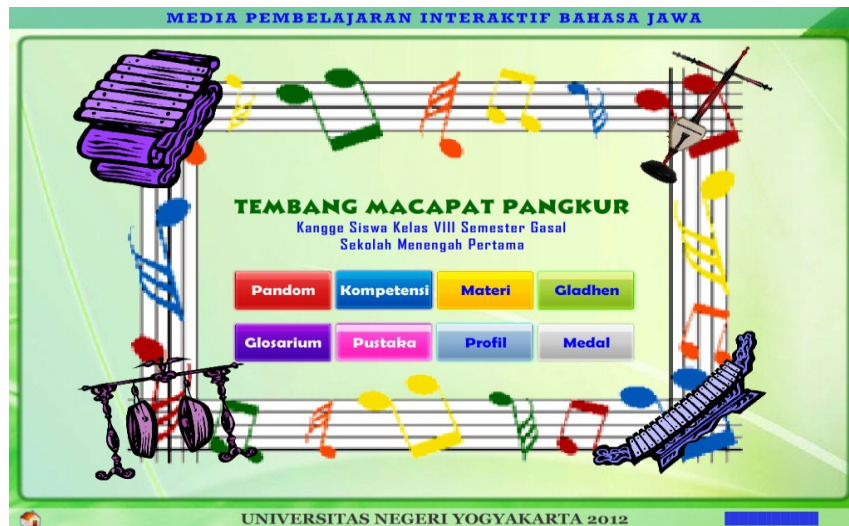 MEDIA PEMBELAJARAN INTERAKTIF BAHASA JAWA
TEMBANG MACAPAT PANGKUR
Kangge Siswa Kelas VIII Semester Gasal
Sekolah Menengah Pertama
Pandom Kompetensi Materi Gladhen
Glosarium Pustaka Profil Medal
UNIVERSITAS NEGERI YOGYAKARTA 2012